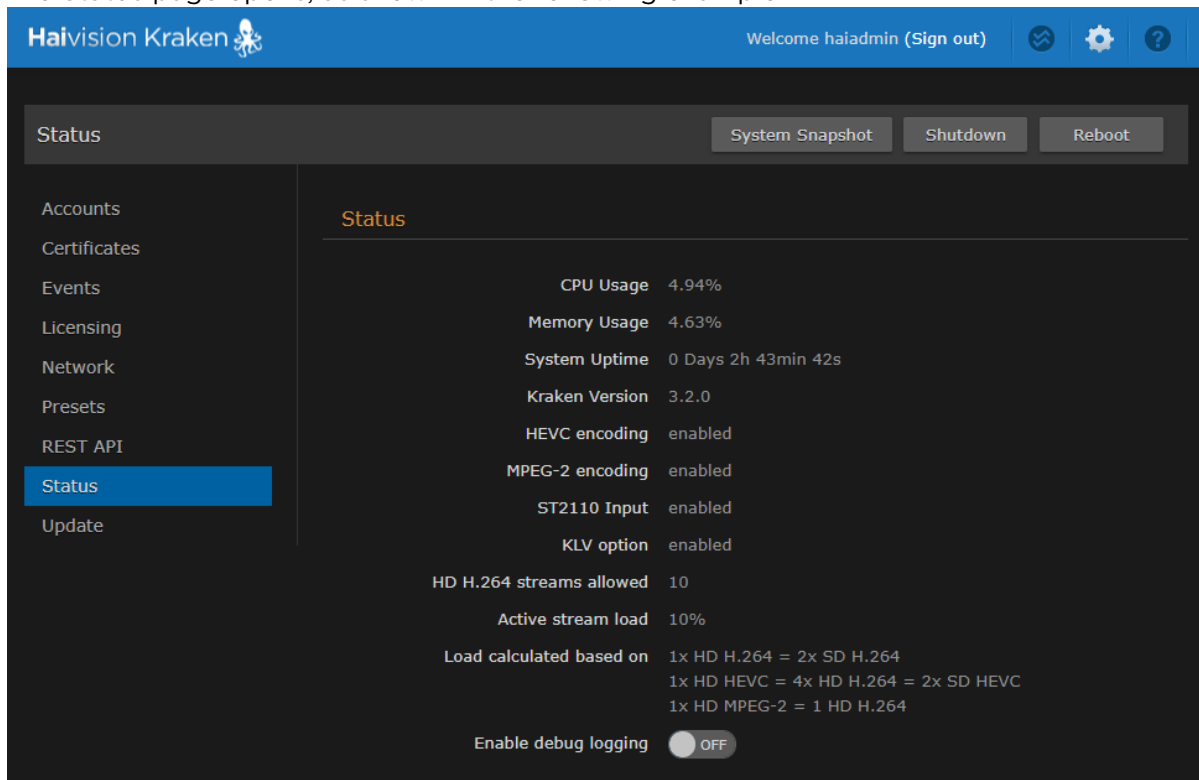 Haivision Kraken
Welcome haiadmin (Sign out)
?
Status
System Snapshot
Shutdown
Reboot
Accounts
Certificates
Events
Licensing
Network
Presets
REST API
Status
Update
Status
CPU Usage 4.94%
Memory Usage 4.63%
System Uptime 0 Days 2h 43min 42s
Kraken Version 3.2.0
HEVC encoding enabled
MPEG-2 encoding enabled
ST2110 Input enabled
KLV option enabled
HD H.264 streams allowed 10
Active stream load 10%
Load calculated based on 1x HD H.264 = 2x SD H.264
1x HD HEVC = 4x HD H.264 = 2x SD HEVC
1x HD MPEG-2 = 1 HD H.264
Enable debug logging OFF